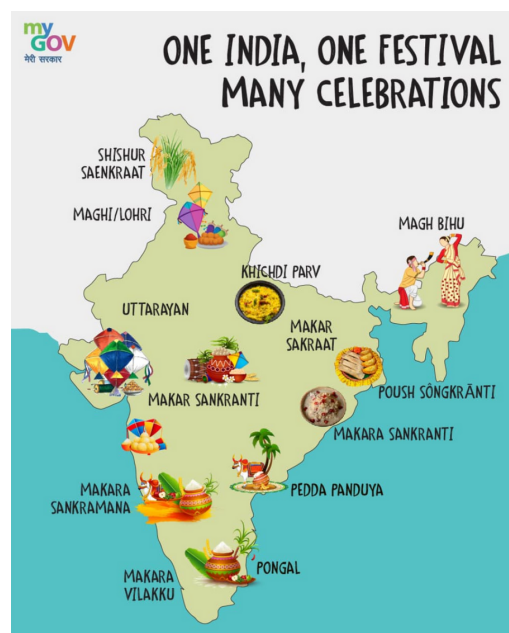 my
GOV
मेरी सरकार
ONE INDIA, ONE FESTIVAL
MANY CELEBRATIONS
SHISHUR
SAENKRAAT
MAGHI/LOHRI
MAGH BIHU
KHICHDI PARV
UTTARAYAN
MAKAR
SAKRAAT
MAKAR SANKRANTI
POUSH SÔNGKRĀNTI
MAKARA SANKRANTI
MAKARA
SANKRAMANA
PEDDA PANDUYA
PONGAL
MAKARA
VILAKKU